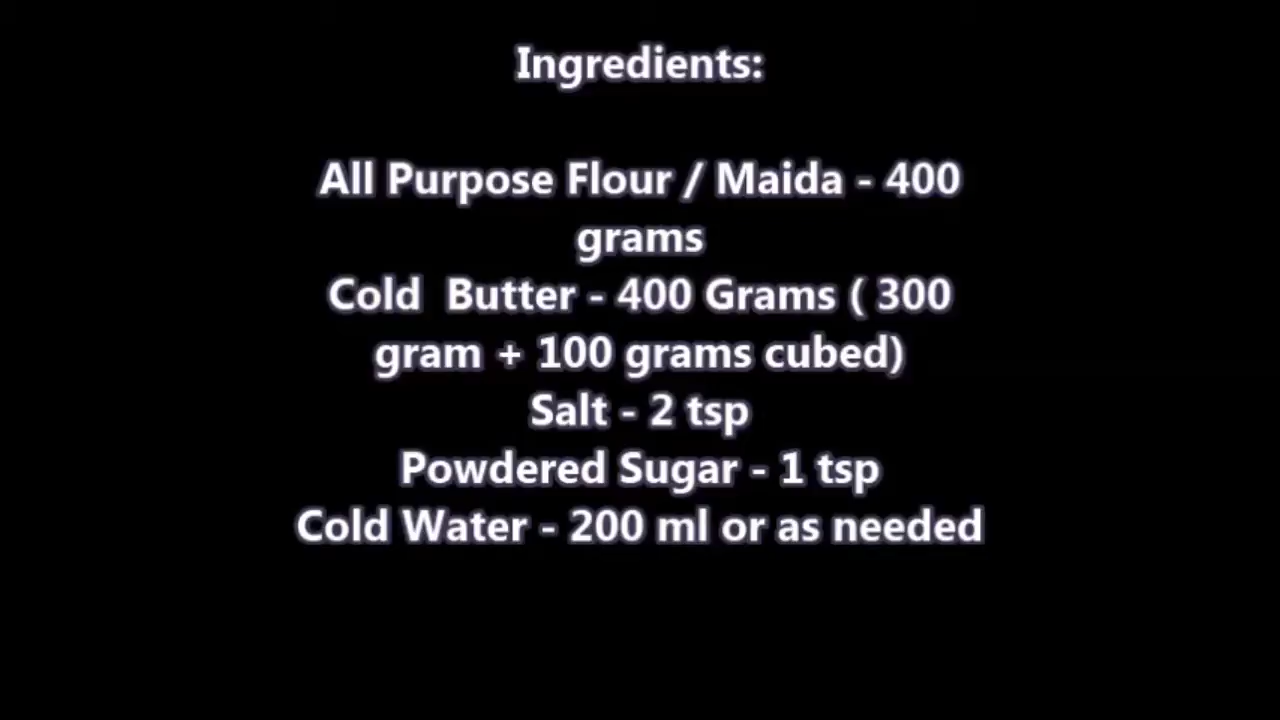 Ingredients:
All Purpose Flour / Maida - 400
grams
Cold  Butter - 400 Grams ( 300
gram + 100 grams cubed)
Salt - 2 tsp
Powdered Sugar - 1 tsp
Cold Water - 200 ml or as needed